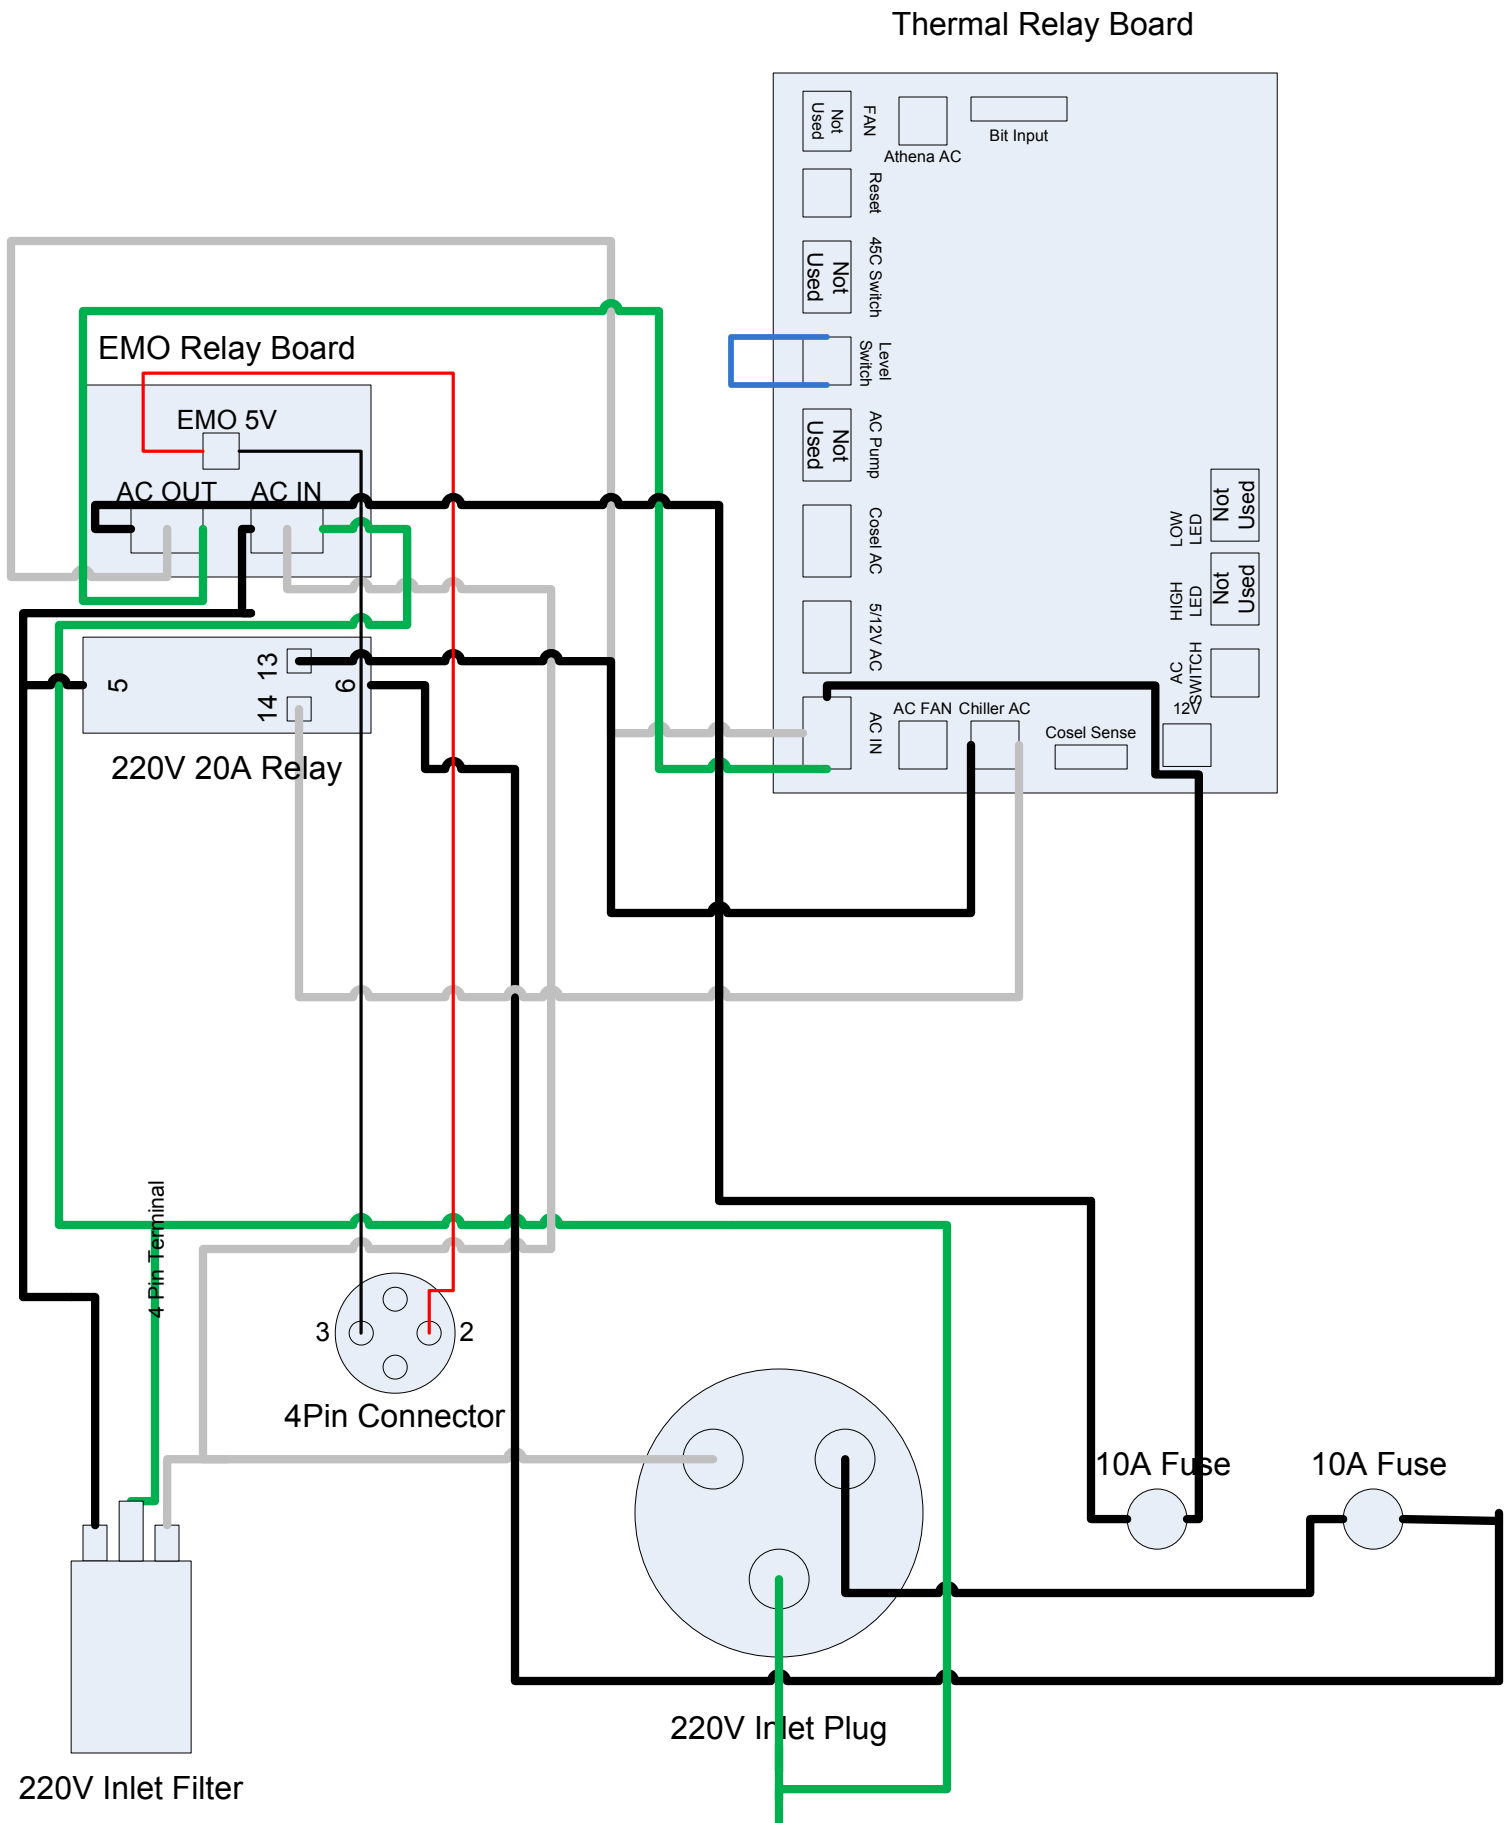 Thermal Relay Board
Not
Used
FAN
Athena AC
Bit Input
Reset
Not
Used
45C Switch
Level
Switch
Not
Used
AC Pump
Cosel AC
5/12V AC
AC IN
AC FAN
Chiller AC
Cosel Sense
12V
LOW
LED
Not
Used
HIGH
LED
Not
Used
AC
SWITCH
EMO Relay Board
EMO 5V
AC OUT
AC IN
5
13
14
6
220V 20A Relay
4 Pin Terminal
3
2
4Pin Connector
10A Fuse
10A Fuse
220V Inlet Plug
220V Inlet Filter